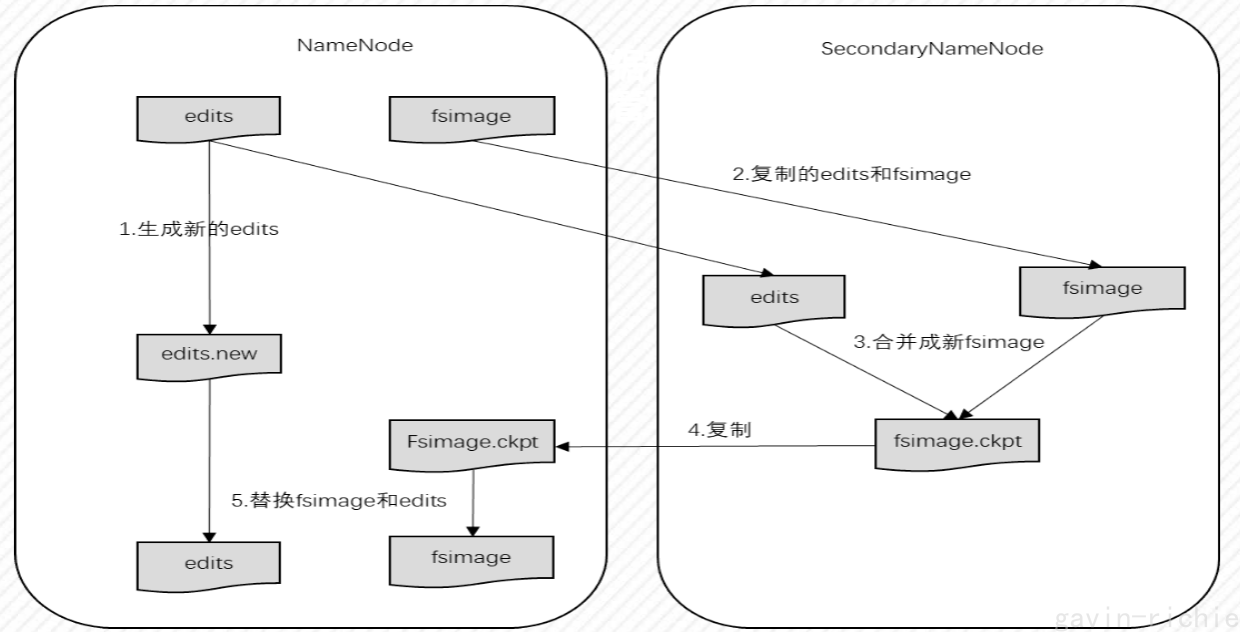 NameNode
SecondaryNameNode
edits
fsimage
2.复制的edits和fsimage
1.生成新的edits
edits
fsimage
3.合并成新fsimage
edits.new
4.复制
Fsimage.ckpt
fsimage.ckpt
5.替换fsimage和edits
edits
fsimage
gavin-richie